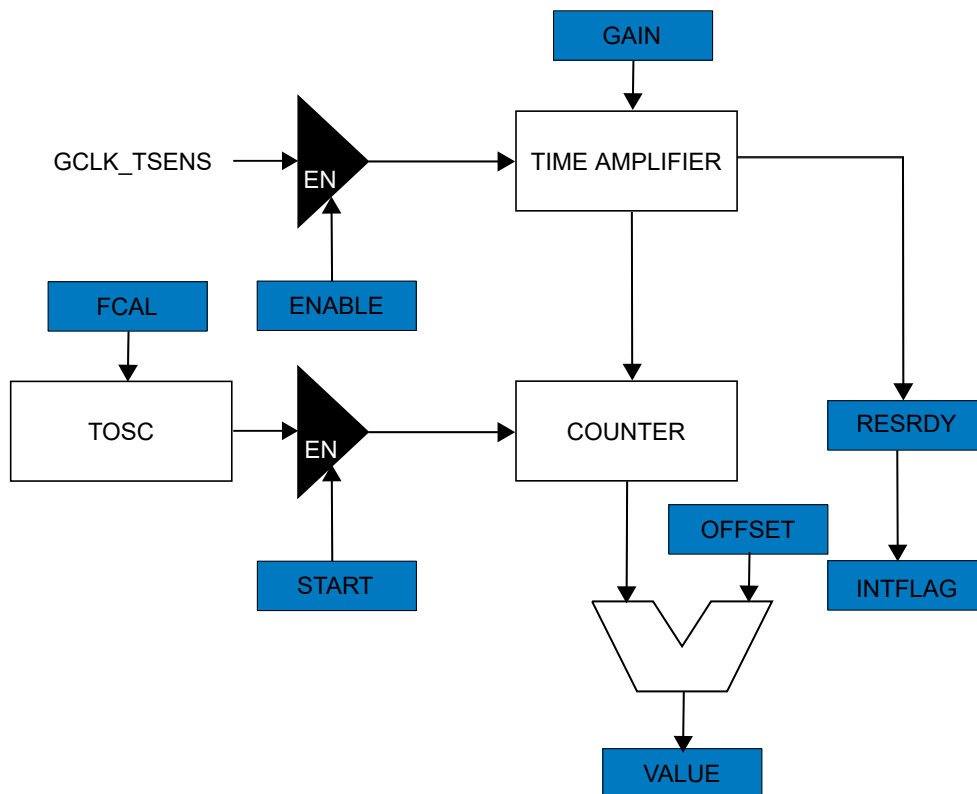 GAIN
GCLK_TSENS
EN
TIME AMPLIFIER
FCAL
ENABLE
TOSC
EN
COUNTER
RESRDY
START
OFFSET
INTFLAG
VALUE